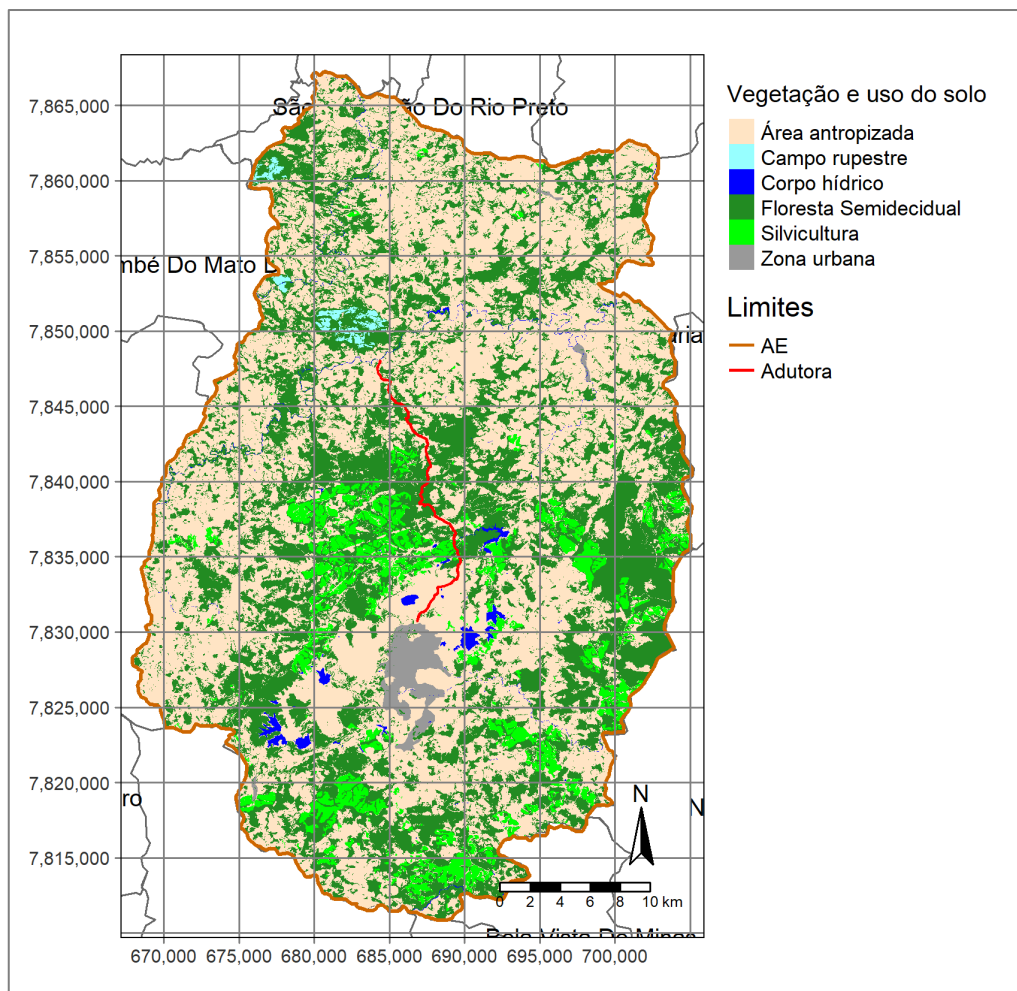 Vegetação e uso do solo
Área antropizada
Campo rupestre
Corpo hídrico
Floresta Semidecidual
Silvicultura
Zona urbana
Limites
AE
Adutora
7,865,000
7,860,000
7,855,000
7,850,000
7,845,000
7,840,000
7,835,000
7,830,000
7,825,000
7,820,000
7,815,000
Do Rio Preto
Do Mato
N
N
0 2 4 6 8 10 km
Bela Vista De Minas
670,000 675,000 680,000 685,000 690,000 695,000 700,000